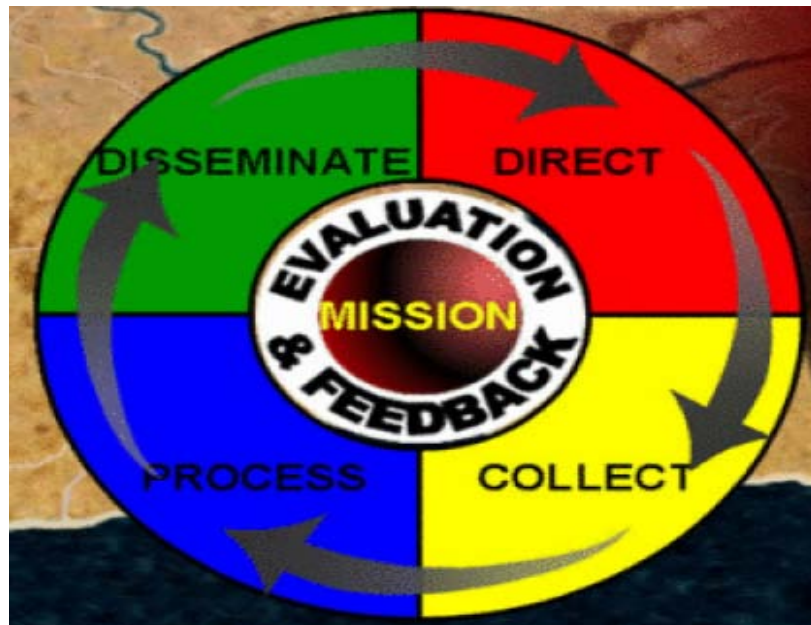 DISSEMINATE
DIRECT
EVALUATION
MISSION
& FEEDBACK
PROCESS
COLLECT